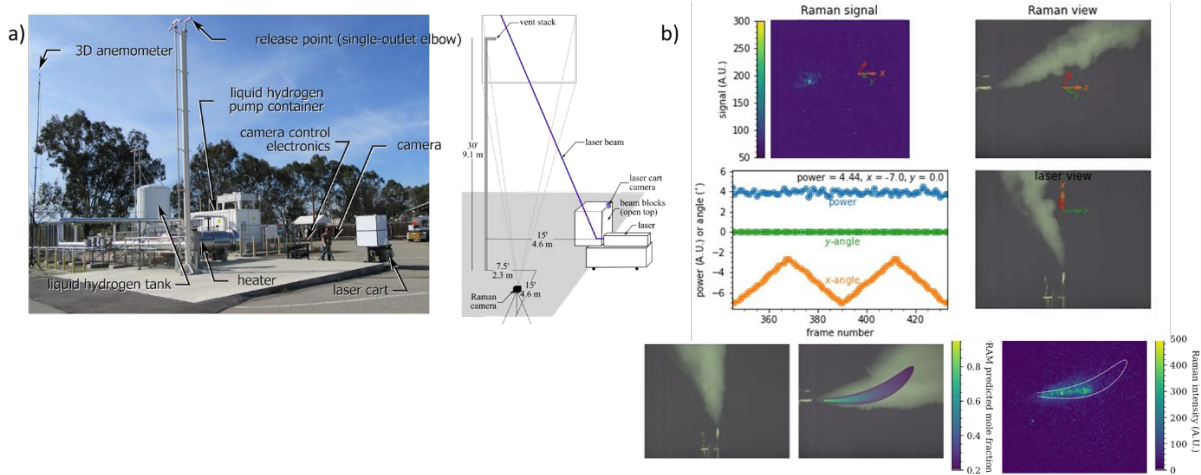 a)
3D anemometer
release point (single-outlet elbow)
liquid hydrogen
pump container
camera control
electronics
camera
liquid hydrogen tank
heater
laser cart
vent stack
30'
9.1 m
laser beam
laser cart
camera
beam blocks
(open top)
laser
15'
4.6 m
7.5'
2.3 m
15'
4.6 m
Raman
camera
b)
Raman signal
signal (A.U.)
300
250
200
150
100
50
x
y
Raman view
x
y
power (A.U.) or angle (°)
6
4
2
0
−2
−4
−6
power = 4.44, x = -7.0, y = 0.0
power
y-angle
x-angle
360
380
400
420
frame number
laser view
x
y
0.8
0.6
0.4
0.2
RAM predicted mole fraction
500
400
300
200
100
0
Raman intensity (A.U.)